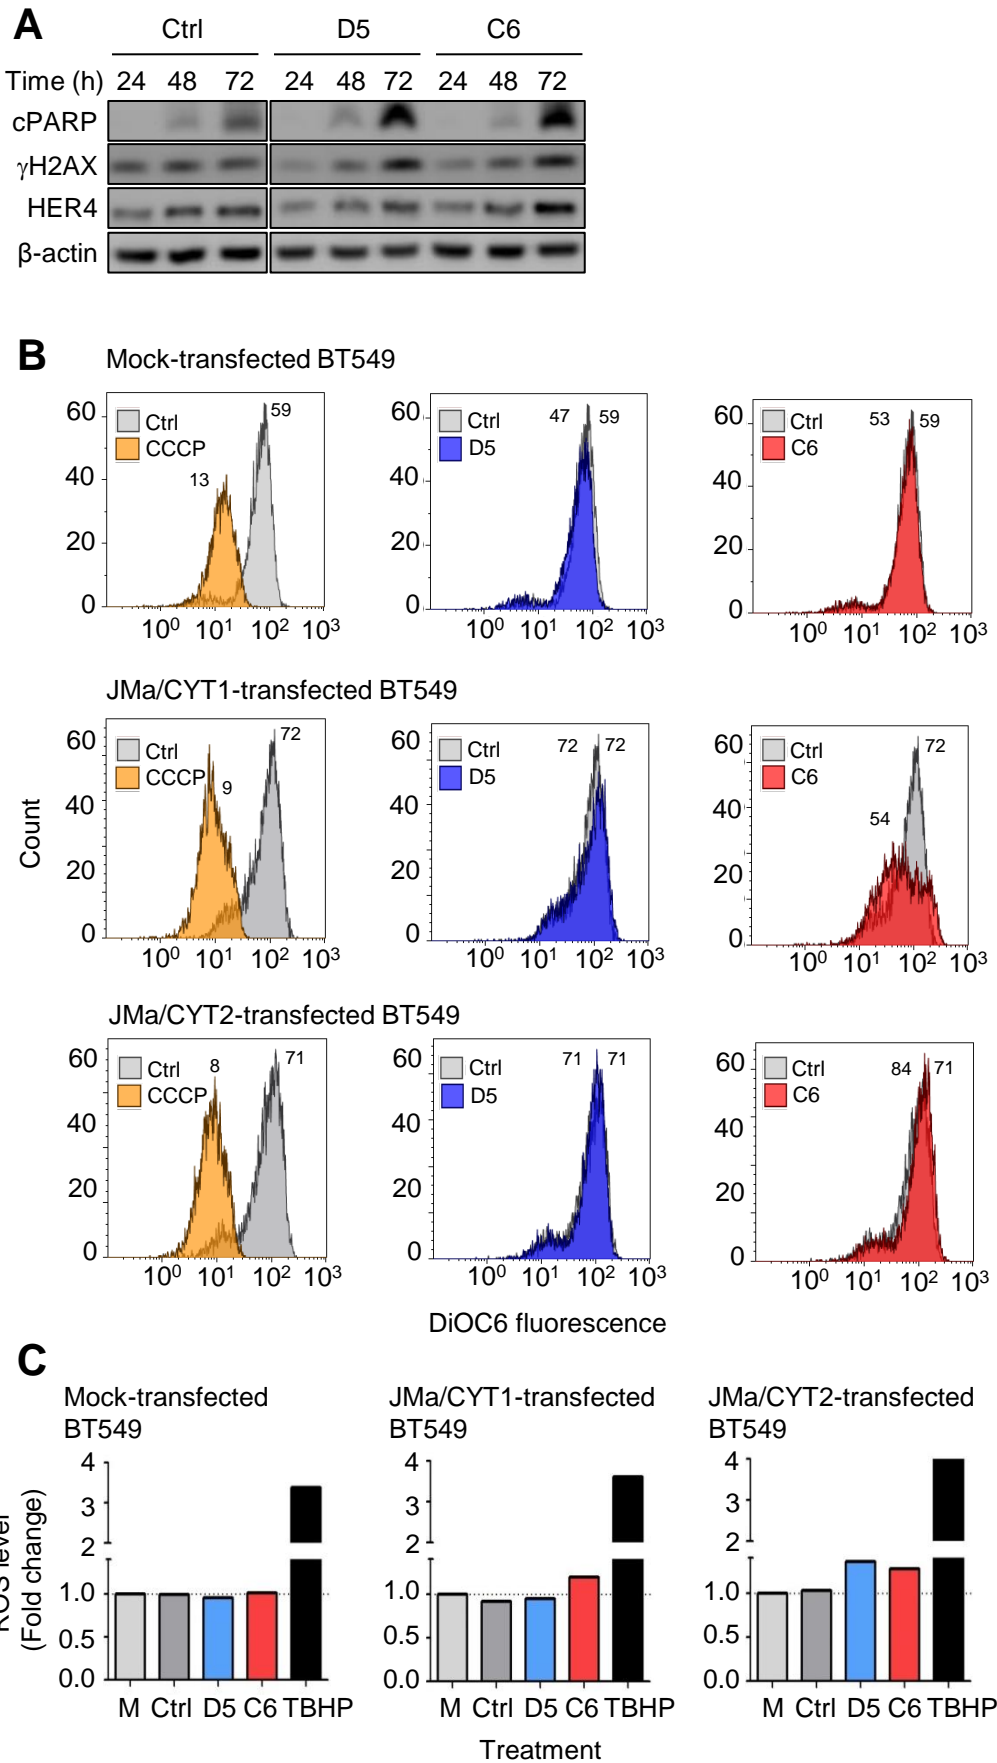 A
Ctrl D5 C6
Time (h) 24 48 72 24 48 72 24 48 72
cPARP
γH2AX
HER4
β-actin
B
Mock-transfected BT549
60 40 20 0
Ctrl
CCCP
13 59
10⁰ 10¹ 10² 10³
60 40 20 0
Ctrl
D5
47 59
10⁰ 10¹ 10² 10³
60 40 20 0
Ctrl
C6
53 59
10⁰ 10¹ 10² 10³
JMa/CYT1-transfected BT549
Count
60 40 20 0
Ctrl
CCCP
9 72
10⁰ 10¹ 10² 10³
60 40 20 0
Ctrl
D5
72 72
10⁰ 10¹ 10² 10³
60 40 20 0
Ctrl
C6
54 72
10⁰ 10¹ 10² 10³
JMa/CYT2-transfected BT549
60 40 20 0
Ctrl
CCCP
8 71
10⁰ 10¹ 10² 10³
60 40 20 0
Ctrl
D5
71 71
10⁰ 10¹ 10² 10³
60 40 20 0
Ctrl
C6
84 71
10⁰ 10¹ 10² 10³
DiOC6 fluorescence
C
Mock-transfected
BT549
ROS level
(Fold change)
4 3 2 2 1.0 0.5 0.0
M Ctrl D5 C6 TBHP
JMa/CYT1-transfected
BT549
4 3 2 2 1.0 0.5 0.0
M Ctrl D5 C6 TBHP
JMa/CYT2-transfected
BT549
4 3 2 2 1.0 0.5 0.0
M Ctrl D5 C6 TBHP
Treatment